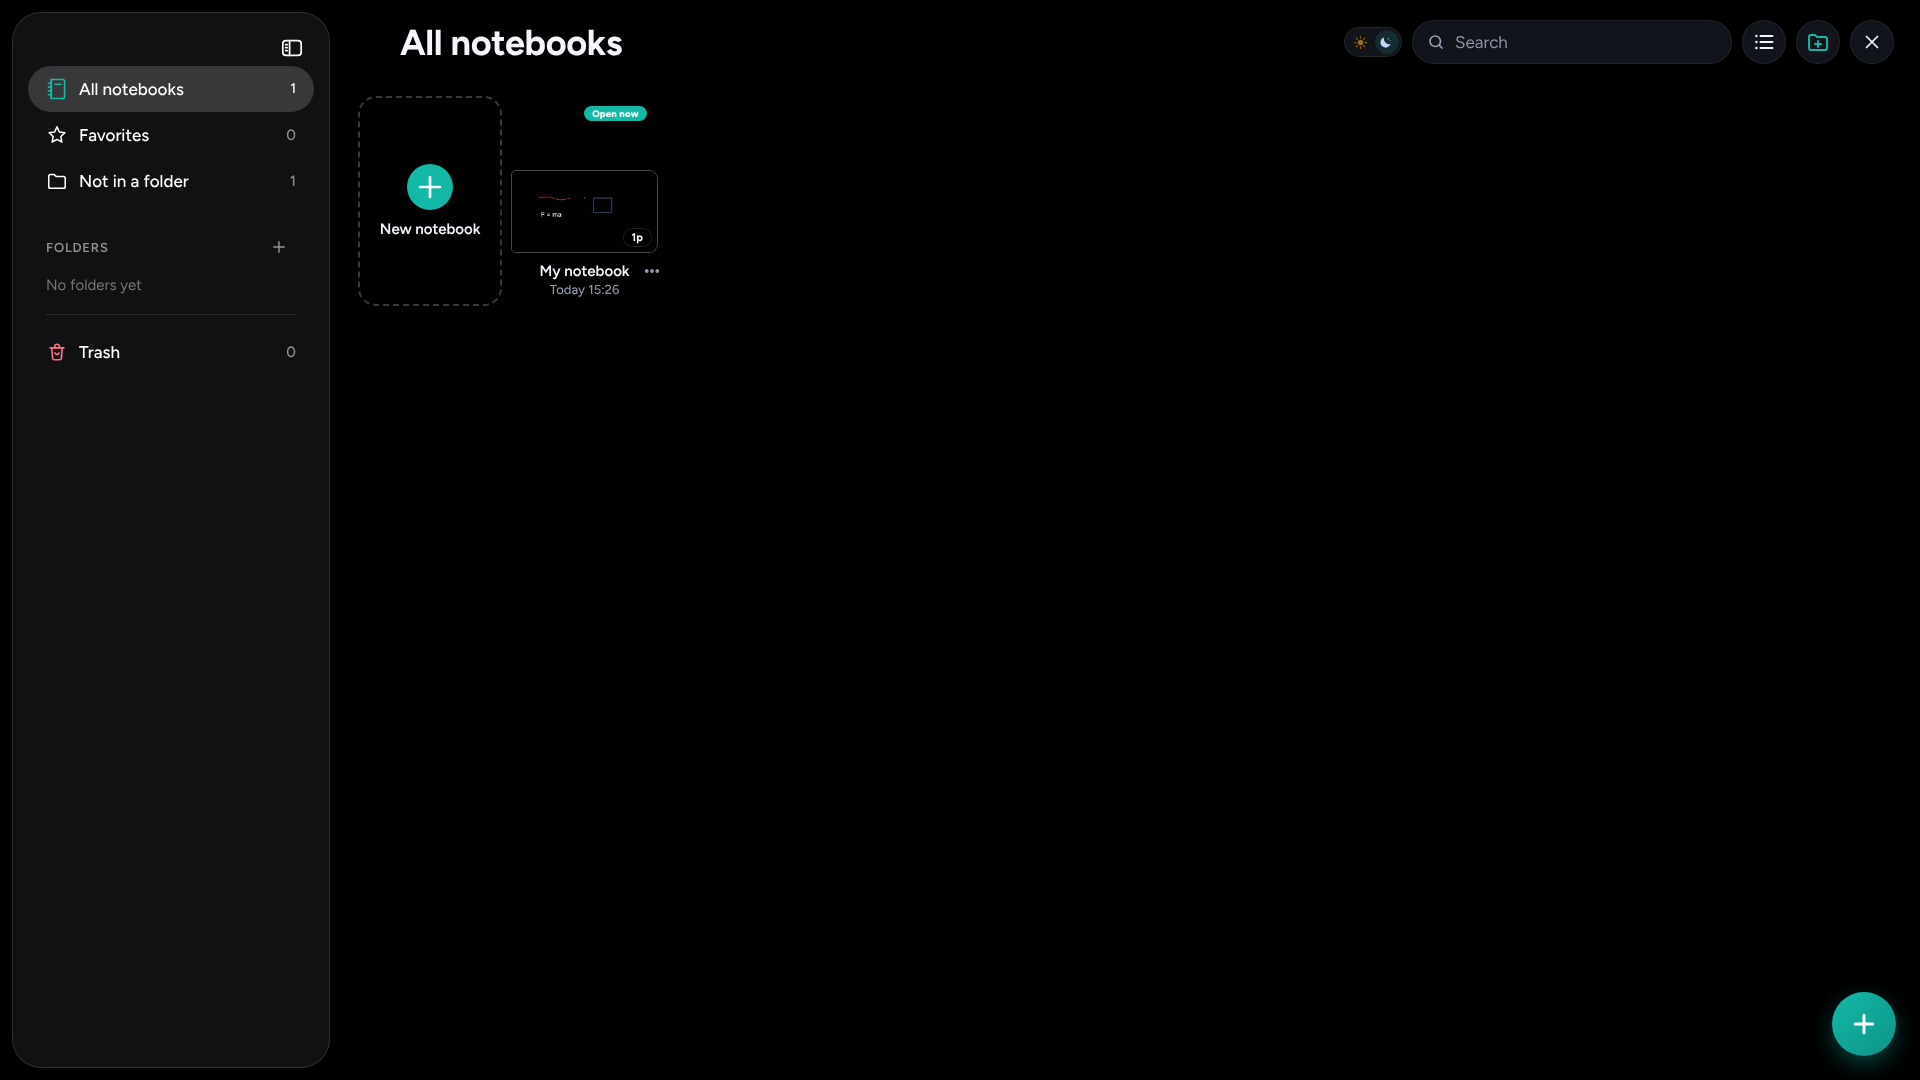 All notebooks 1
Favorites 0
Not in a folder 1
FOLDERS
No folders yet
Trash 0
All notebooks
Search
New notebook
Open now
F = ma
1p
My notebook
Today 15:26